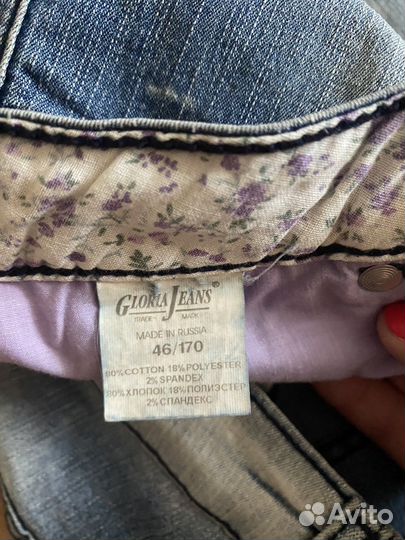 GLORIA JEANS®
TRADE MARK
MADE IN RUSSIA
46/170
80%COTTON 18%POLYESTER
2% SPANDEX
80%ХЛОПОК 18%ПОЛИЭСТЕР
2% СПАНДЕКС
Avito